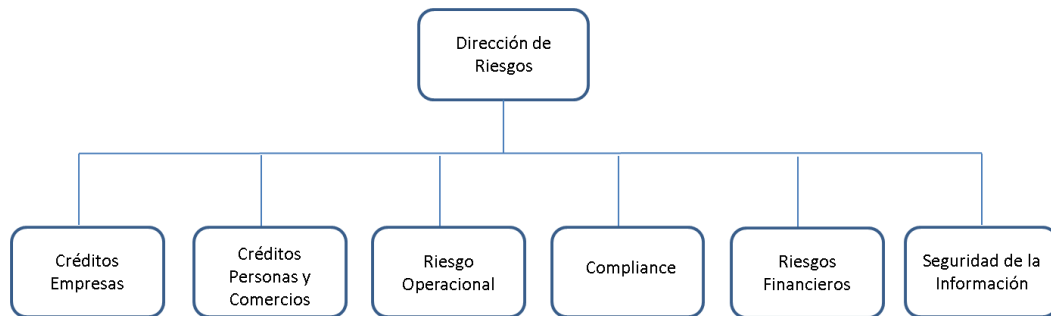 Dirección de
Riesgos
Créditos
Empresas
Créditos
Personas y
Comercios
Riesgo
Operacional
Compliance
Riesgos
Financieros
Seguridad de la
Información